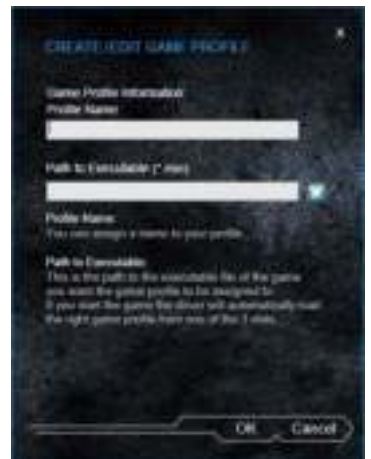 CREATE/EDIT GAME PROFILE
Game Profile Information
Profile Name
Path to Executable (*.exe)
Profile Name:
You can assign a name to your profile.
Path to Executable:
This is the path to the executable file of the game
you want the game profile to be assigned to.
If you start the game the driver will automatically load
the right game profile from one of the 5 slots.
OK
Cancel